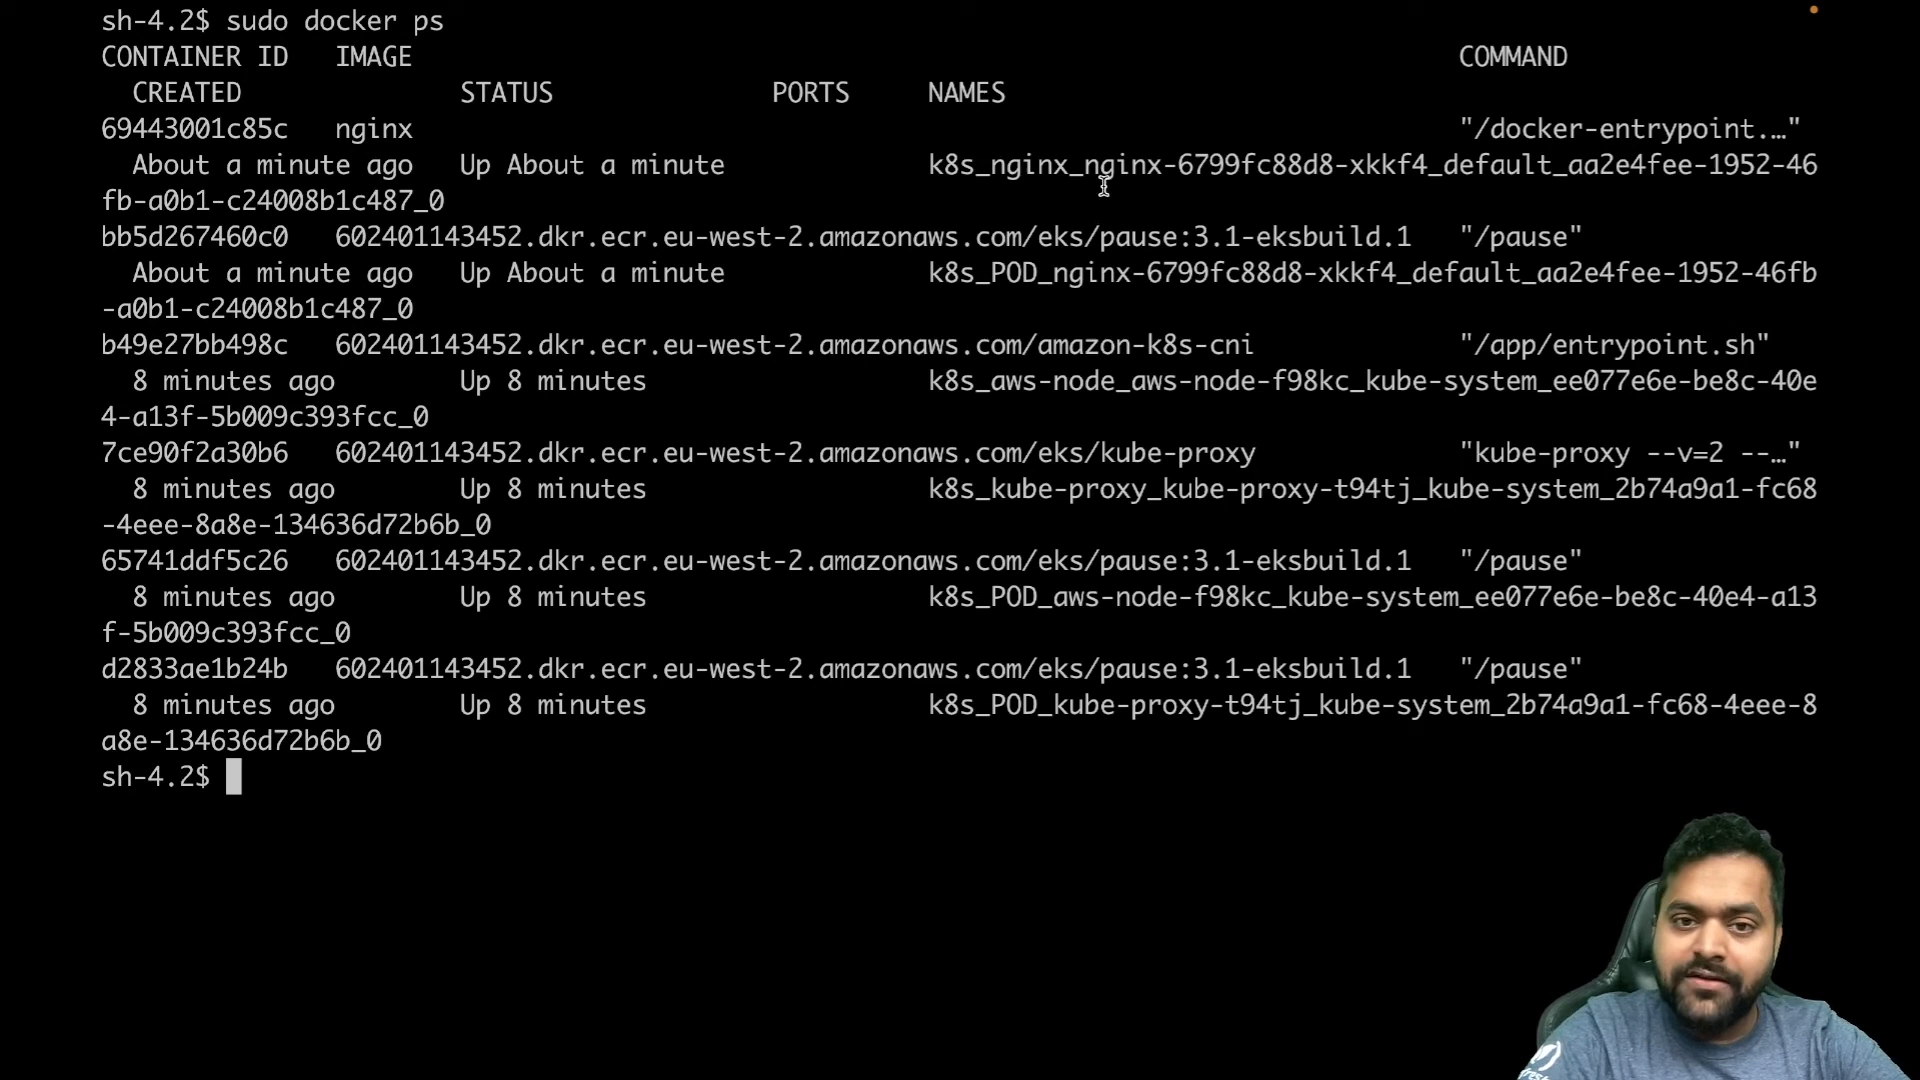 sh-4.2$ sudo docker ps
CONTAINER ID   IMAGE   COMMAND
CREATED   STATUS   PORTS   NAMES
69443001c85c   nginx   "/docker-entrypoint.…"
About a minute ago   Up About a minute   k8s_nginx_nginx-6799fc88d8-xkkf4_default_aa2e4fee-1952-46
fb-a0b1-c24008b1c487_0
bb5d267460c0   602401143452.dkr.ecr.eu-west-2.amazonaws.com/eks/pause:3.1-eksbuild.1   "/pause"
About a minute ago   Up About a minute   k8s_POD_nginx-6799fc88d8-xkkf4_default_aa2e4fee-1952-46fb
-a0b1-c24008b1c487_0
b49e27bb498c   602401143452.dkr.ecr.eu-west-2.amazonaws.com/amazon-k8s-cni   "/app/entrypoint.sh"
8 minutes ago   Up 8 minutes   k8s_aws-node_aws-node-f98kc_kube-system_ee077e6e-be8c-40e
4-a13f-5b009c393fcc_0
7ce90f2a30b6   602401143452.dkr.ecr.eu-west-2.amazonaws.com/eks/kube-proxy   "kube-proxy --v=2 --…"
8 minutes ago   Up 8 minutes   k8s_kube-proxy_kube-proxy-t94tj_kube-system_2b74a9a1-fc68
-4eee-8a8e-134636d72b6b_0
65741ddf5c26   602401143452.dkr.ecr.eu-west-2.amazonaws.com/eks/pause:3.1-eksbuild.1   "/pause"
8 minutes ago   Up 8 minutes   k8s_POD_aws-node-f98kc_kube-system_ee077e6e-be8c-40e4-a13
f-5b009c393fcc_0
d2833ae1b24b   602401143452.dkr.ecr.eu-west-2.amazonaws.com/eks/pause:3.1-eksbuild.1   "/pause"
8 minutes ago   Up 8 minutes   k8s_POD_kube-proxy-t94tj_kube-system_2b74a9a1-fc68-4eee-8
a8e-134636d72b6b_0
sh-4.2$